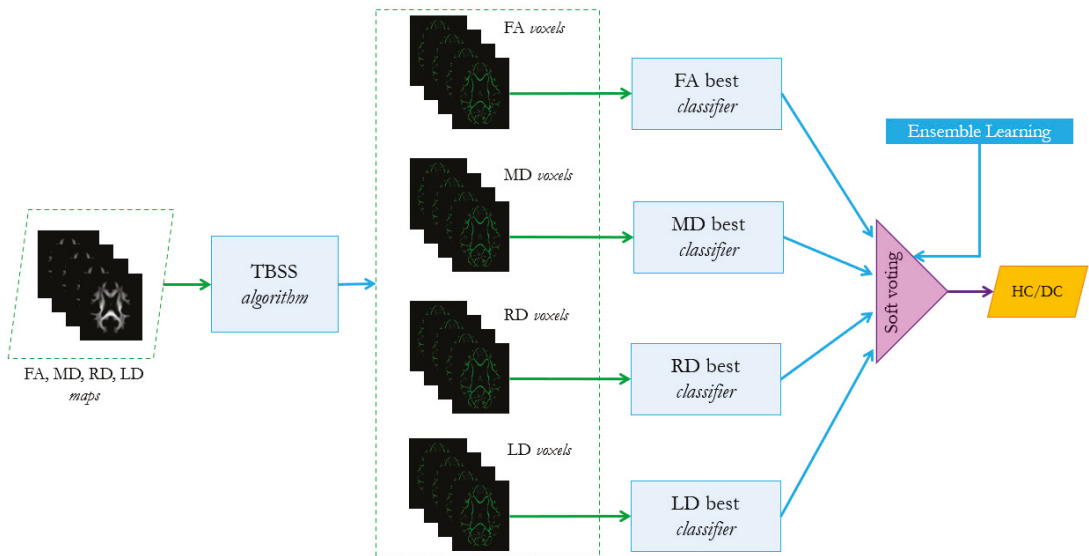 FA, MD, RD, LD
maps
TBSS
algorithm
FA voxels
MD voxels
RD voxels
LD voxels
FA best
classifier
MD best
classifier
RD best
classifier
LD best
classifier
Ensemble Learning
Soft voting
HC/DC